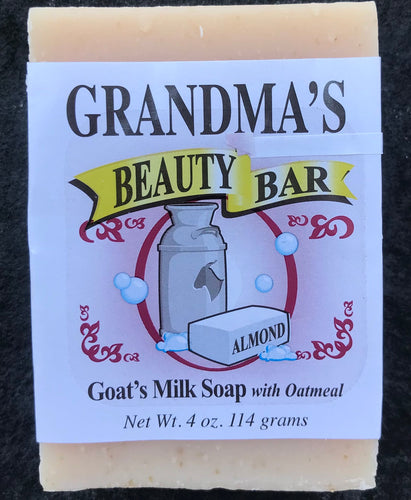 GRANDMA'S
BEAUTY BAR
ALMOND
Goat's Milk Soap with Oatmeal
Net Wt. 4 oz. 114 grams